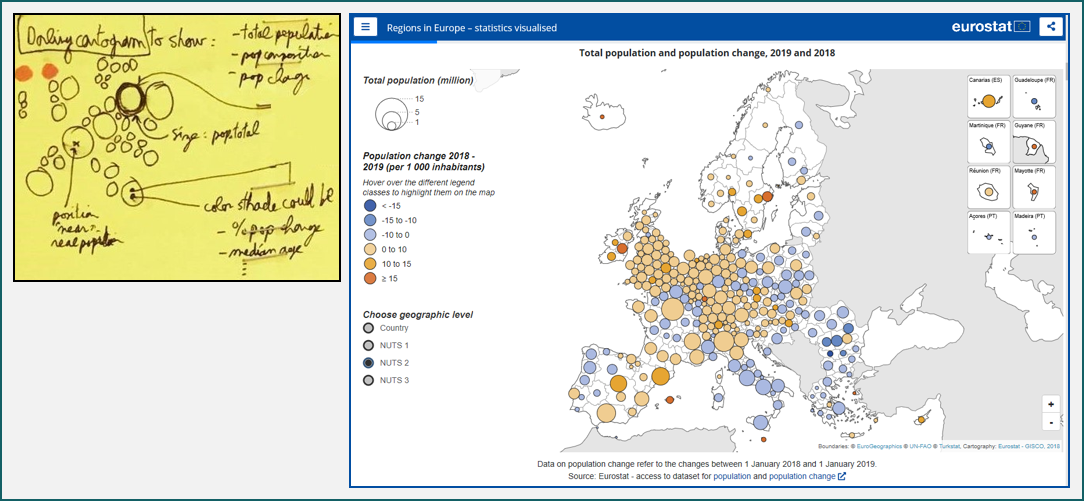 Dorling cartogram to show:
- total population
- pop composition
- pop change
size: pop total
position
"near"
real position
color shade could be
- % pop change
- median age
Regions in Europe – statistics visualised
eurostat
Total population and population change, 2019 and 2018
Total population (million)
15
5
1
Population change 2018 -
2019 (per 1 000 inhabitants)
Hover over the different legend
classes to highlight them on the map
< -15
-15 to -10
-10 to 0
0 to 10
10 to 15
≥ 15
Choose geographic level
Country
NUTS 1
NUTS 2
NUTS 3
Canarias (ES)
Guadeloupe (FR)
Martinique (FR)
Guyane (FR)
Réunion (FR)
Mayotte (FR)
Açores (PT)
Madeira (PT)
+
-
Boundaries: © EuroGeographics © UN-FAO © Turkstat, Cartography: Eurostat - GISCO, 2018
Data on population change refer to the changes between 1 January 2018 and 1 January 2019.
Source: Eurostat - access to dataset for population and population change